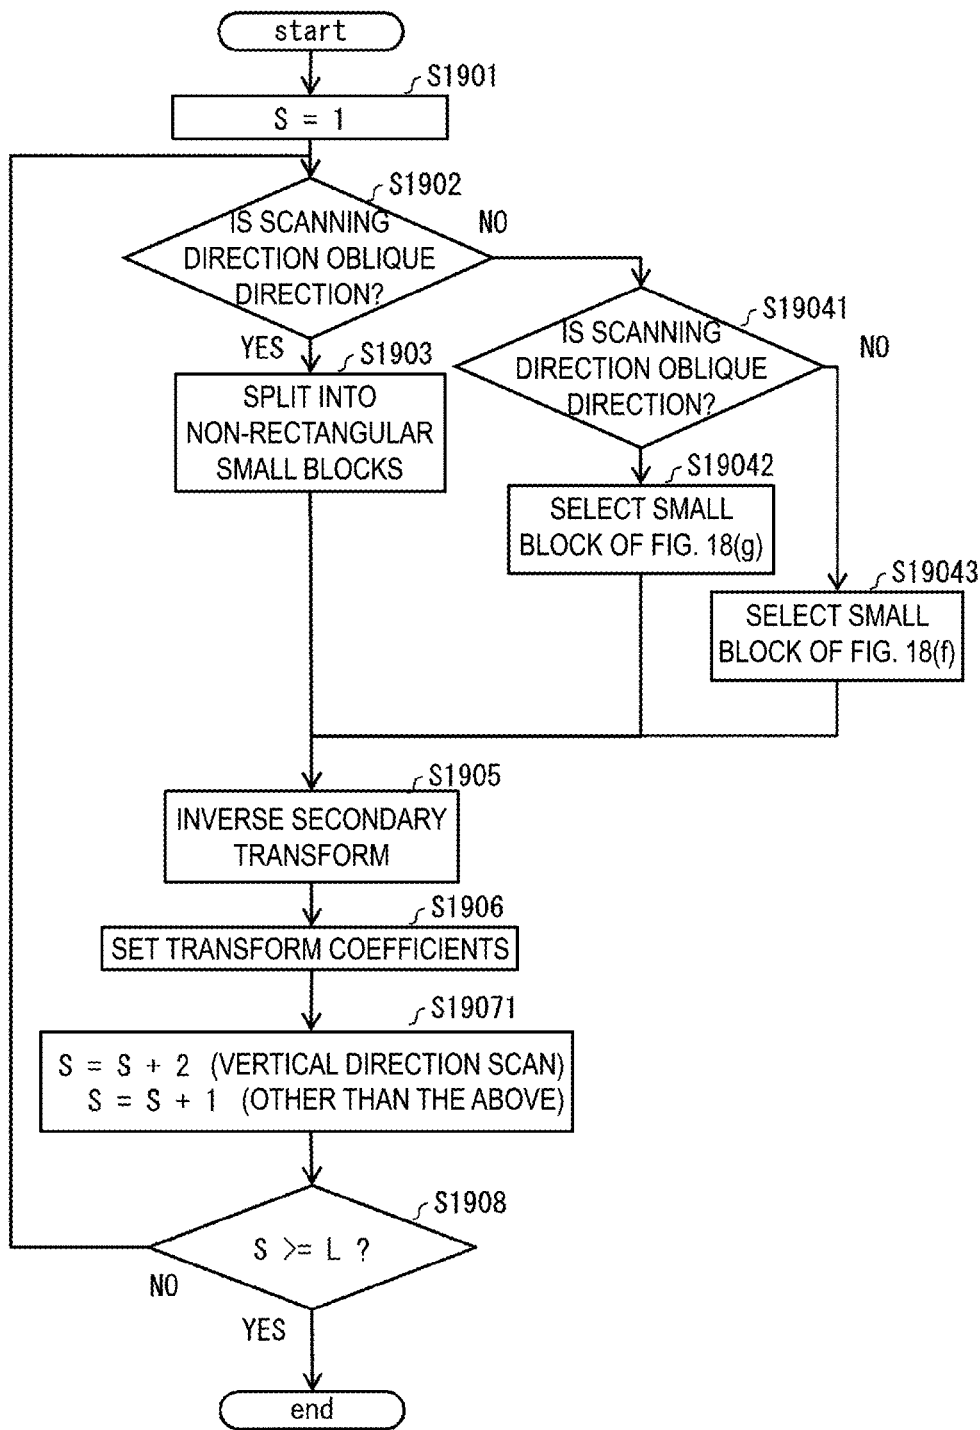 start
S1901
S = 1
S1902
IS SCANNING
DIRECTION OBLIQUE
DIRECTION?
NO
YES
S19041
IS SCANNING
DIRECTION OBLIQUE
DIRECTION?
NO
S1903
SPLIT INTO
NON-RECTANGULAR
SMALL BLOCKS
S19042
SELECT SMALL
BLOCK OF FIG. 18(g)
S19043
SELECT SMALL
BLOCK OF FIG. 18(f)
S1905
INVERSE SECONDARY
TRANSFORM
S1906
SET TRANSFORM COEFFICIENTS
S19071
S = S + 2 (VERTICAL DIRECTION SCAN)
S = S + 1 (OTHER THAN THE ABOVE)
S1908
S >= L ?
NO
YES
end